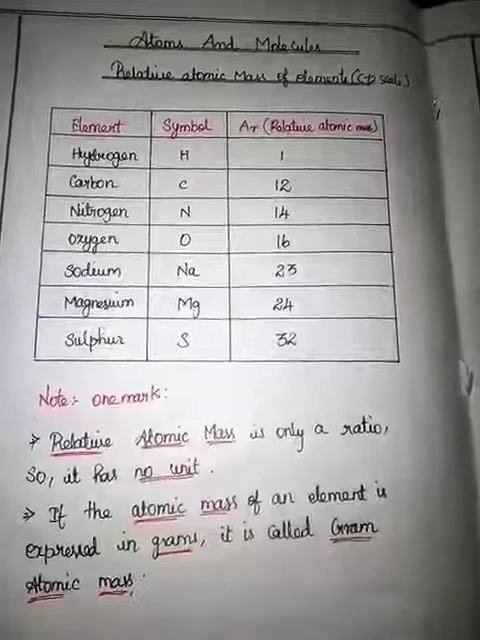 Atoms And Molecules
Relative atomic Mass of elements (C-12 scale)
Element Symbol Ar (Relative atomic mass)
Hydrogen H 1
Carbon C 12
Nitrogen N 14
Oxygen O 16
Sodium Na 23
Magnesium Mg 24
Sulphur S 32
Note:- one mark:
→ Relative Atomic Mass is only a ratio,
So, it has no unit.
⇒ If the atomic mass of an element is
expressed in grams, it is called Gram
Atomic mass.